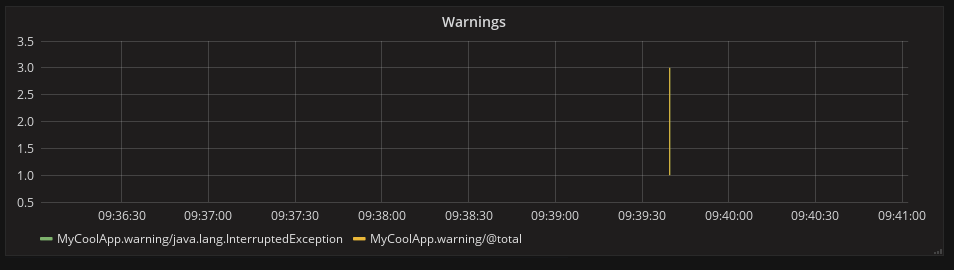 Warnings
3.5
3.0
2.5
2.0
1.5
1.0
0.5
09:36:30 09:37:00 09:37:30 09:38:00 09:38:30 09:39:00 09:39:30 09:40:00 09:40:30 09:41:00
MyCoolApp.warning/java.lang.InterruptedException MyCoolApp.warning/@total